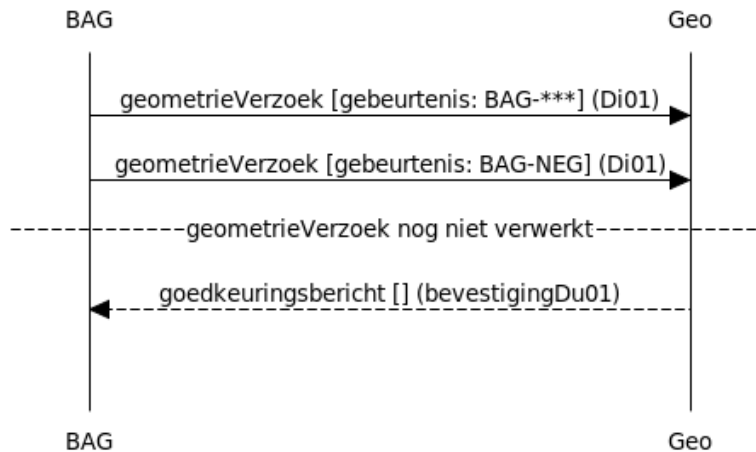 BAG Geo
geometrieVerzoek [gebeurtenis: BAG-***] (Di01)
geometrieVerzoek [gebeurtenis: BAG-NEG] (Di01)
geometrieVerzoek nog niet verwerkt
goedkeuringsbericht [] (bevestigingDu01)
BAG Geo